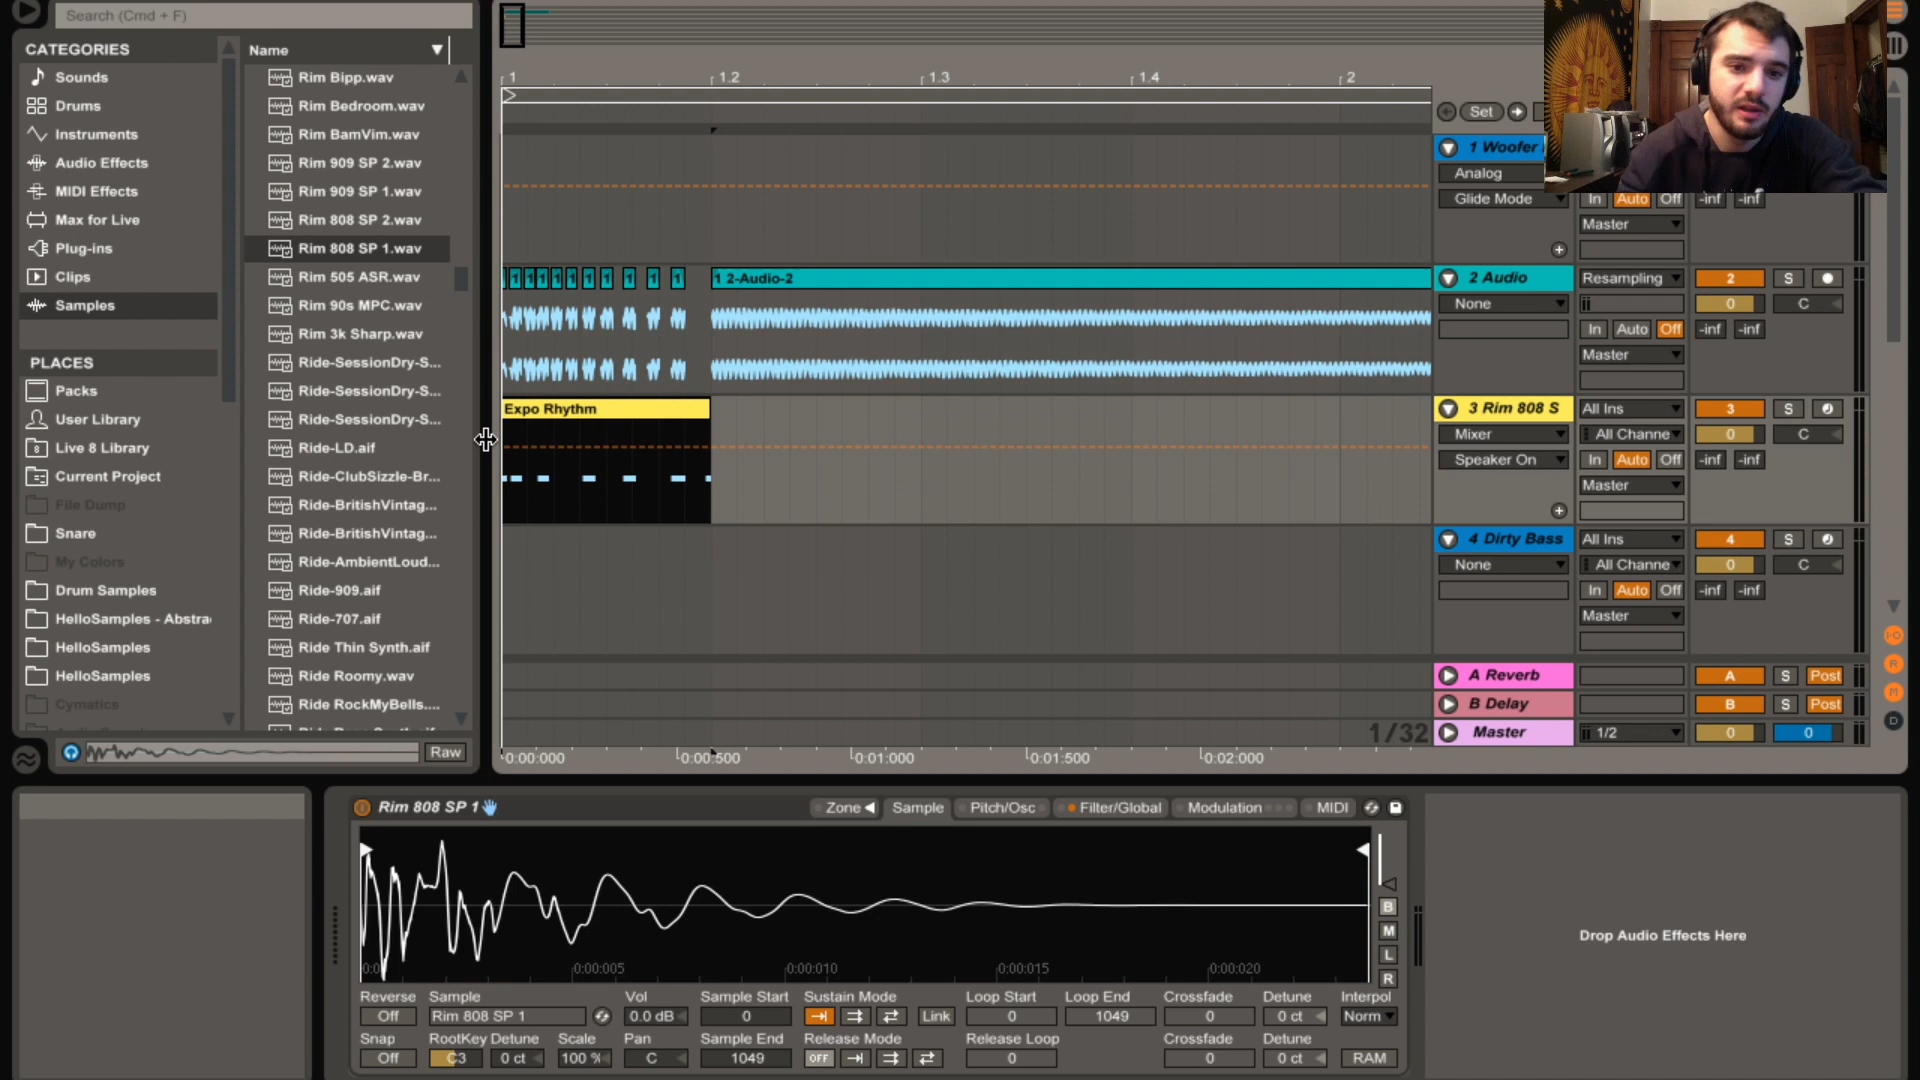 Search (Cmd + F)
CATEGORIES
Sounds
Drums
Instruments
Audio Effects
MIDI Effects
Max for Live
Plug-ins
Clips
Samples
PLACES
Packs
User Library
Live 8 Library
Current Project
File Dump
Snare
My Colors
Drum Samples
HelloSamples - Abstra
HelloSamples
HelloSamples
Cymatics
Name
Rim Bipp.wav
Rim Bedroom.wav
Rim BamVim.wav
Rim 909 SP 2.wav
Rim 909 SP 1.wav
Rim 808 SP 2.wav
Rim 808 SP 1.wav
Rim 505 ASR.wav
Rim 90s MPC.wav
Rim 3k Sharp.wav
Ride-SessionDry-S...
Ride-SessionDry-S...
Ride-SessionDry-S...
Ride-LD.aif
Ride-ClubSizzle-Br...
Ride-BritishVintag...
Ride-BritishVintag...
Ride-AmbientLoud...
Ride-909.aif
Ride-707.aif
Ride Thin Synth.aif
Ride Roomy.wav
Ride RockMyBells....
Raw
1 1.2 1.3 1.4 2
Set
1 Woofer
Analog
Glide Mode
In Auto Off -inf -inf
Master
1 1 1 1 1 1 1 1 1 1 1 2-Audio-2
2 Audio Resampling 2 S
None 0 C
In Auto Off -inf -inf
Master
Expo Rhythm
3 Rim 808 S All Ins 3 S
Mixer All Channe 0 C
Speaker On In Auto Off -inf -inf
Master
4 Dirty Bass All Ins 4 S
None All Channe 0 C
In Auto Off -inf -inf
Master
A Reverb A S Post
B Delay B S Post
1/32 Master 1/2 0 0
0:00:000 0:00:500 0:01:000 0:01:500 0:02:000
Rim 808 SP 1 Zone Sample Pitch/Osc Filter/Global Modulation MIDI
B
M
L
R
0:00:005 0:00:010 0:00:015 0:00:020
Reverse Sample Vol Sample Start Sustain Mode Loop Start Loop End Crossfade Detune Interpol
Off Rim 808 SP 1 0.0 dB 0 Link 0 1049 0 0 ct Norm
Snap RootKey Detune Scale Pan Sample End Release Mode Release Loop Crossfade Detune
Off C3 0 ct 100 % C 1049 OFF 0 0 0 ct RAM
Drop Audio Effects Here
I-O
R
M
D